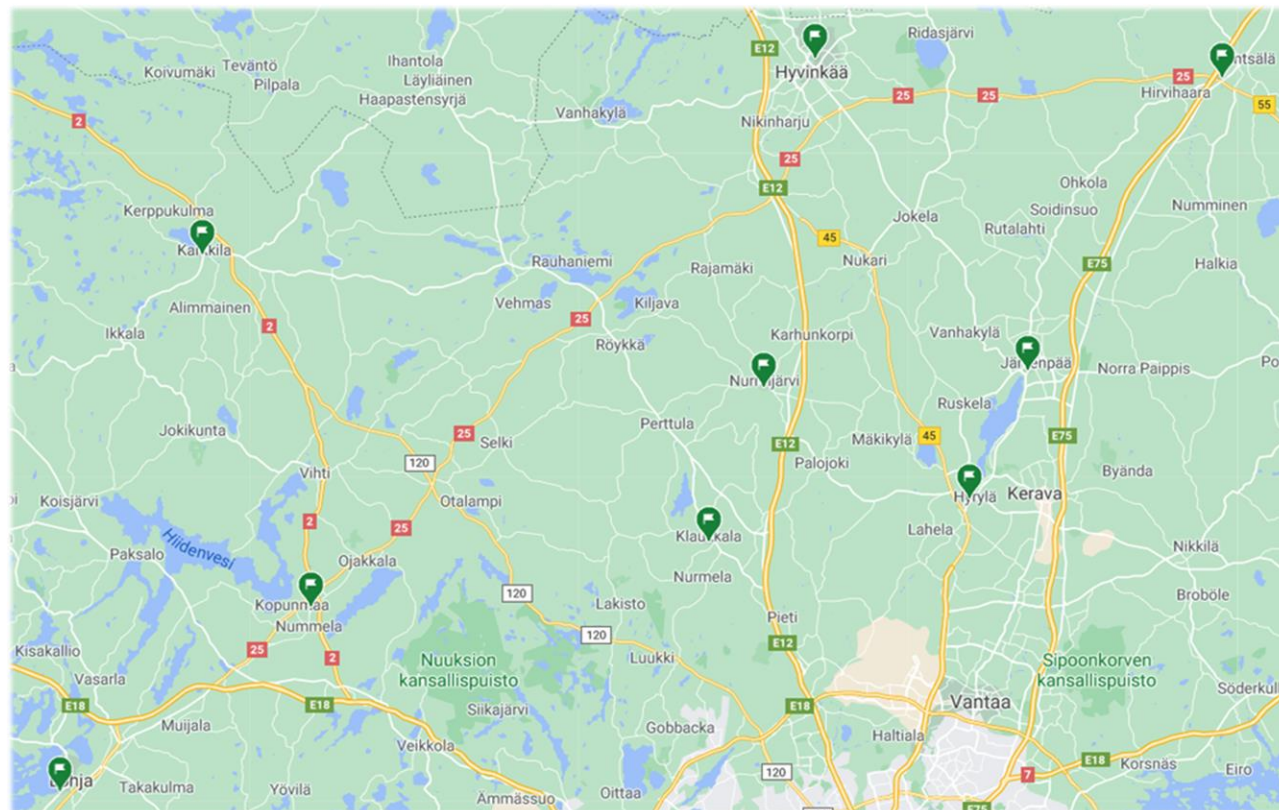 E12
Hyvinkää
Ridasjärvi
Ihantola
Teväntö
Koivumäki
Läyliäinen
Pilpala
Haapastensyrjä
25
Hirvihaara
55
25
25
Vanhakylä
2
Nikinharju
25
Ohkola
E12
Kerppukulma
Soidinsuo
Numminen
Jokela
Rutalahti
45
Nukari
E75
Halkia
Rauhaniemi
Rajamäki
Vehmas
Kiljava
Alimmainen
25
2
Ikkala
Karhunkorpi
Vanhakylä
Röykkä
Norra Paippis
Ruskela
Perttula
Jokikunta
25
Selki
E12
Mäkikylä
45
E75
120
Palojoki
Byända
Vihti
Koisjärvi
Otalampi
Hyrylä
Kerava
2
25
Lahela
Hiidenvesi
Paksalo
Ojakkala
Nikkilä
Nurmela
120
Kopunmaa
Lakisto
Broböle
Nummela
Pieti
120
E12
Kisakallio
25
2
Luukki
Nuuksion
kansallispuisto
Sipoonkorven
kansallispuisto
Vasarla
Söderkul
E18
E18
E18
Vantaa
Siikajärvi
Muijala
Gobbacka
Haltiala
Veikkola
E18
Korsnäs
120
7
Eiro
Takakulma
Yövilä
Ämmässuo
Oittaa
E75